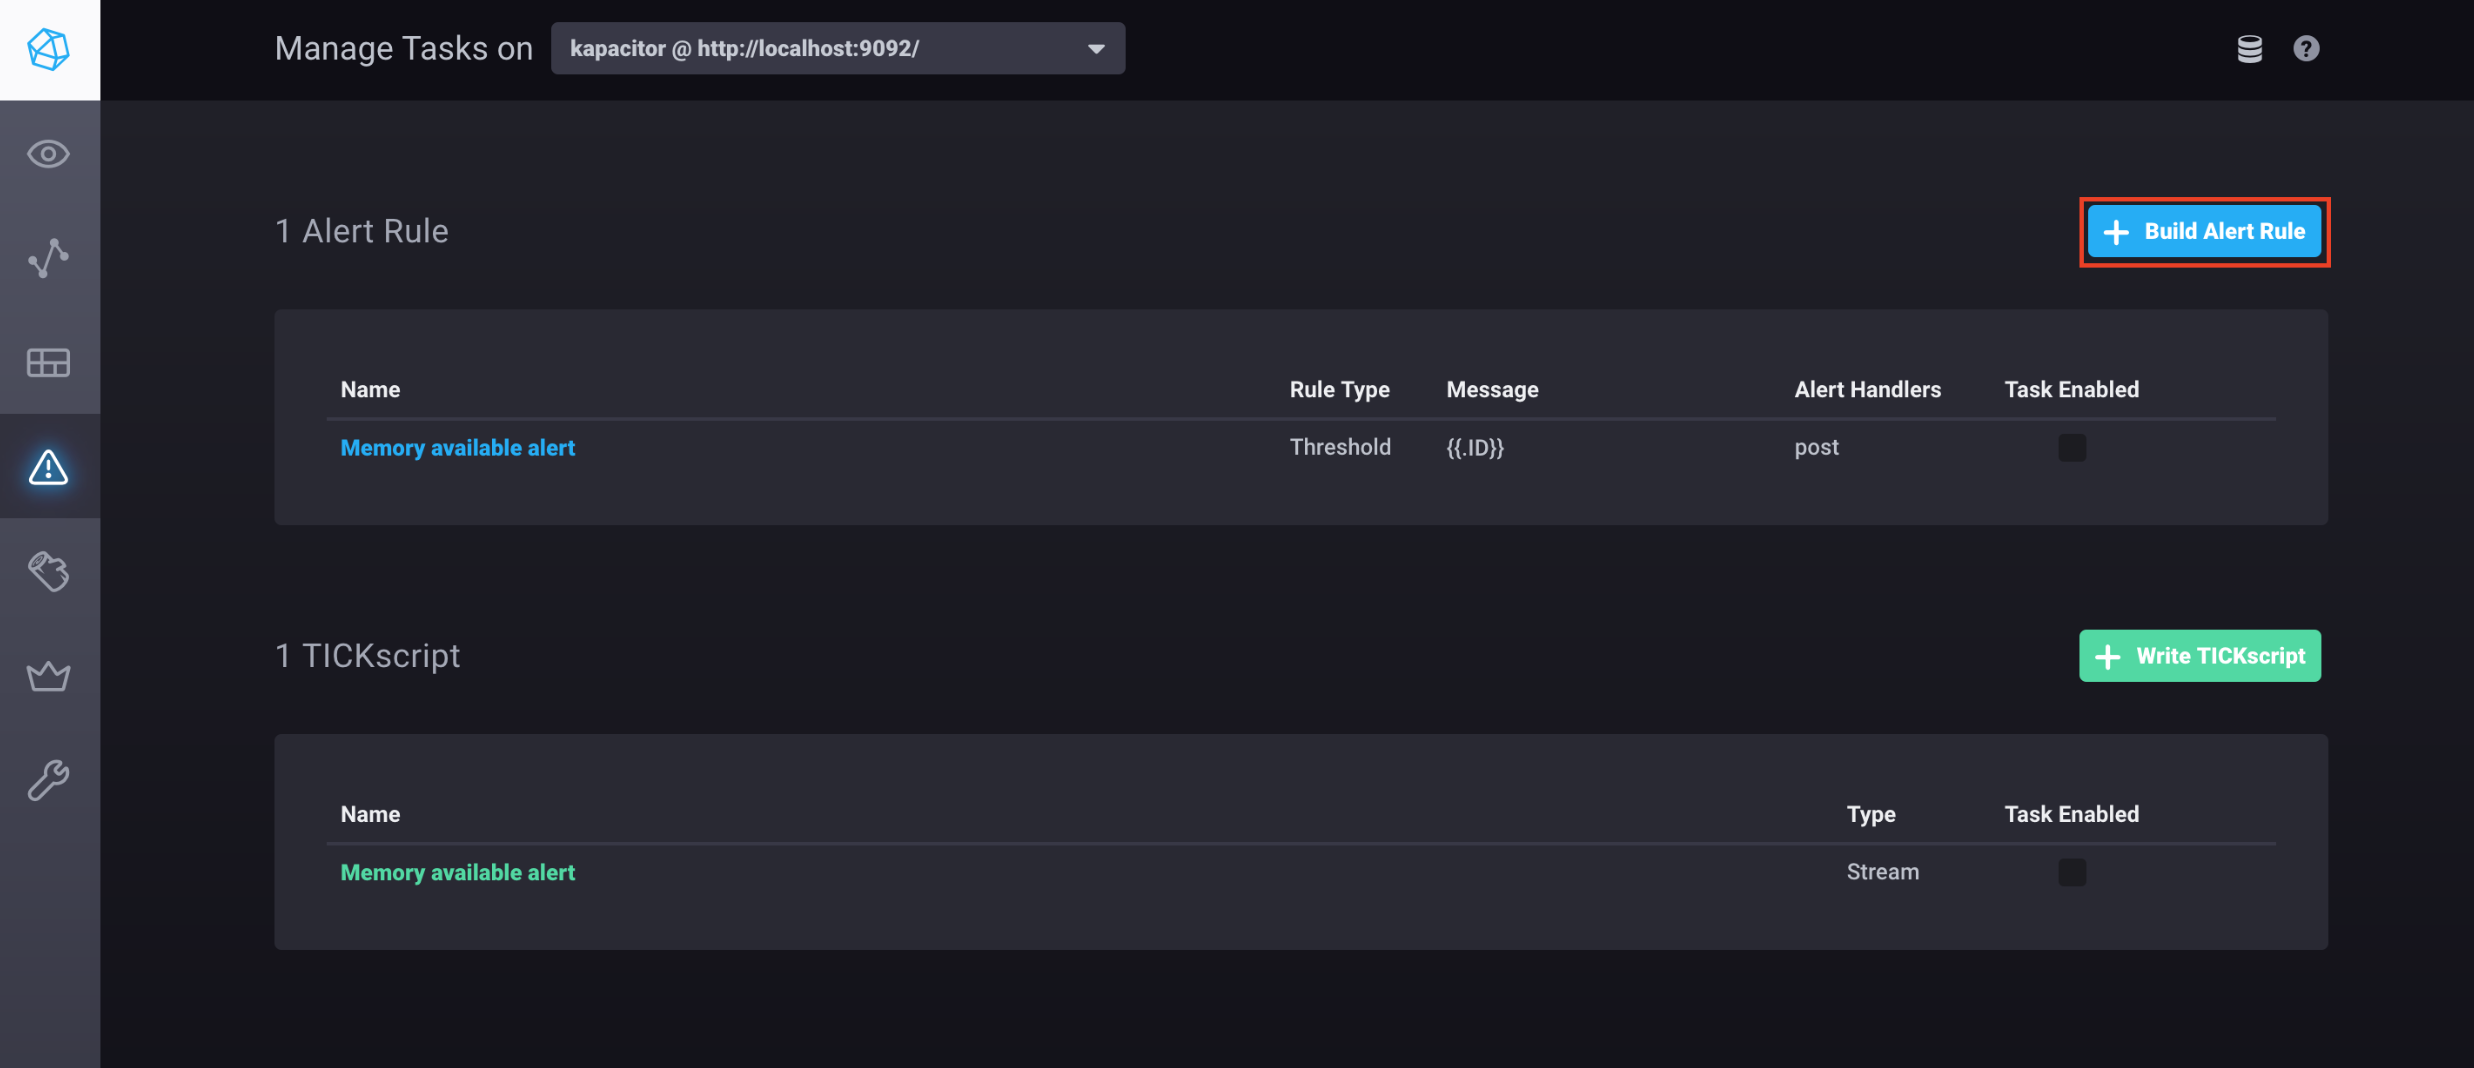 Manage Tasks on kapacitor @ http://localhost:9092/
1 Alert Rule
Build Alert Rule
Name Rule Type Message Alert Handlers Task Enabled
Memory available alert Threshold {{.ID}} post
1 TICKscript
Write TICKscript
Name Type Task Enabled
Memory available alert Stream